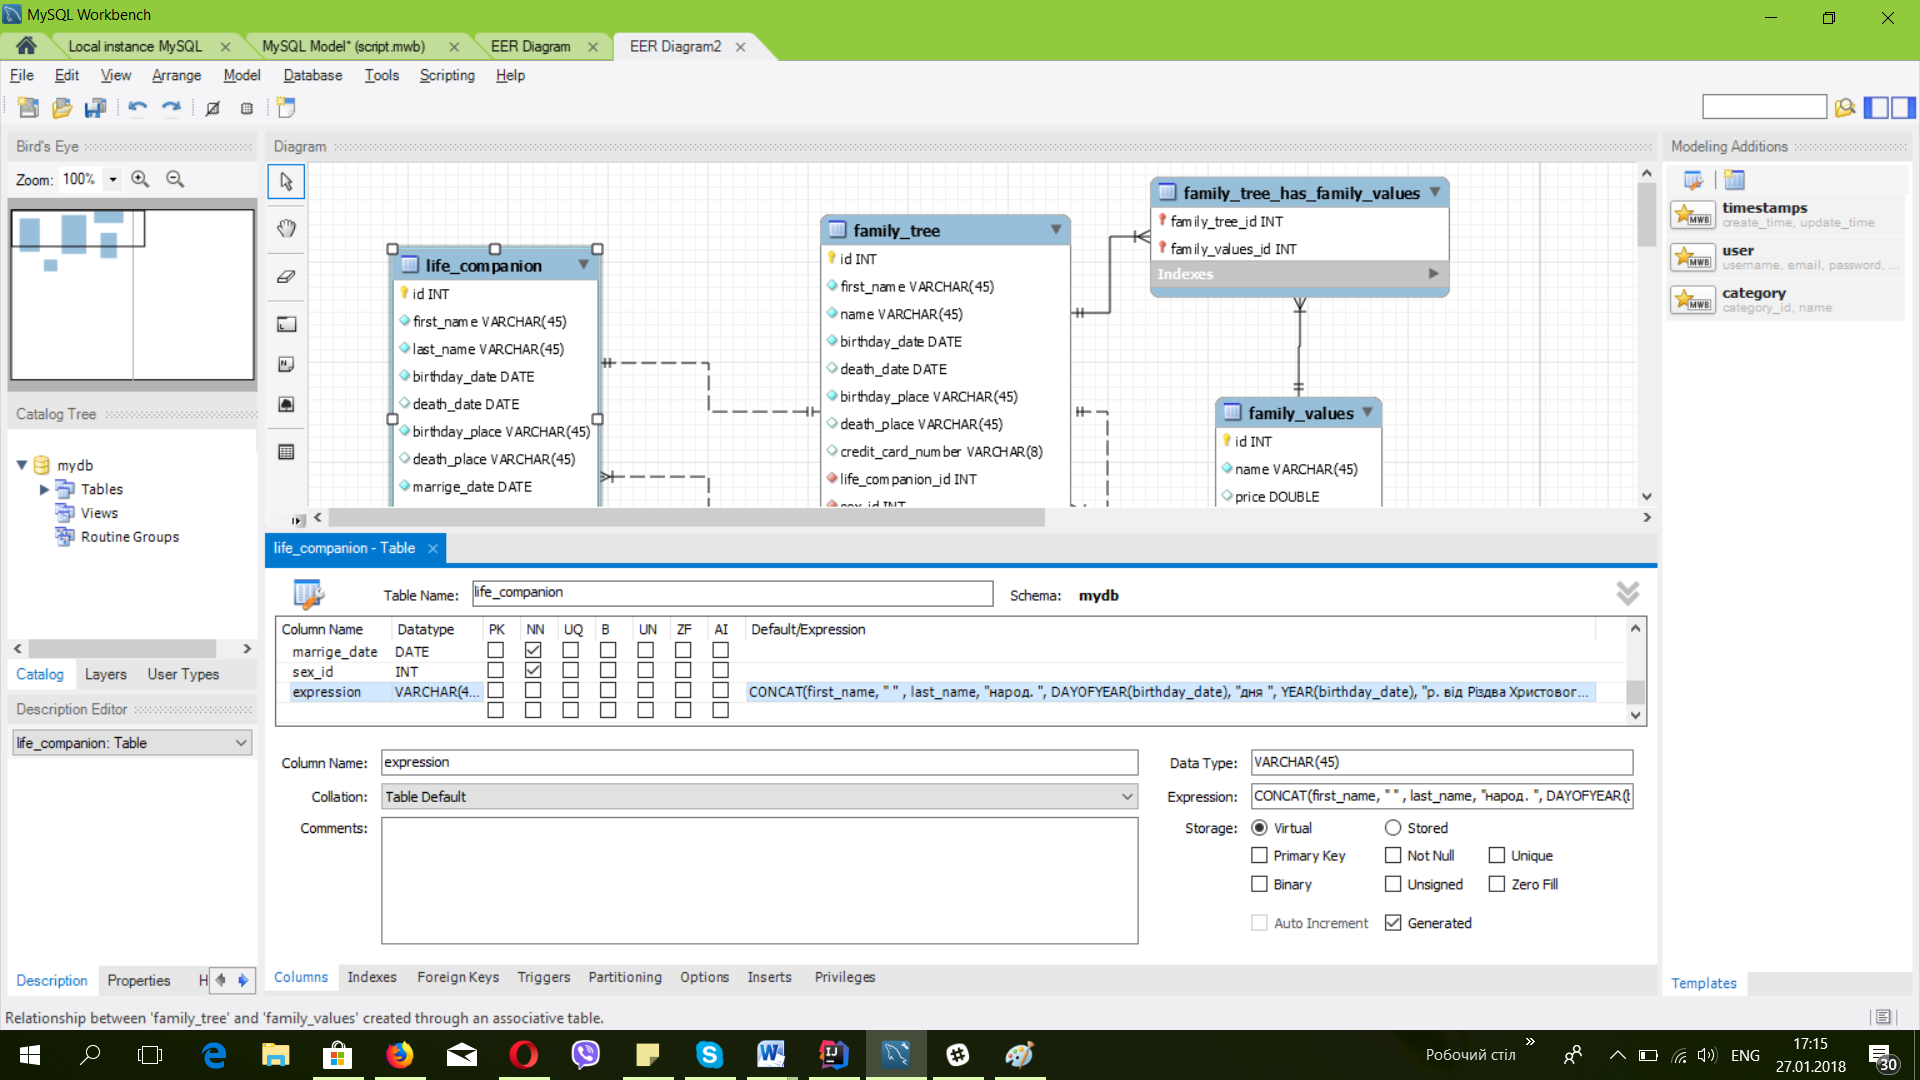 MySQL Workbench
Local instance MySQL
MySQL Model* (script.mwb)
EER Diagram
EER Diagram2
File Edit View Arrange Model Database Tools Scripting Help
Bird's Eye
Zoom: 100%
Catalog Tree
mydb
Tables
Views
Routine Groups
Catalog Layers User Types
Description Editor
life_companion: Table
Description Properties H
Diagram
life_companion
id INT
first_name VARCHAR(45)
last_name VARCHAR(45)
birthday_date DATE
death_date DATE
birthday_place VARCHAR(45)
death_place VARCHAR(45)
marrige_date DATE
family_tree
id INT
first_name VARCHAR(45)
name VARCHAR(45)
birthday_date DATE
death_date DATE
birthday_place VARCHAR(45)
death_place VARCHAR(45)
credit_card_number VARCHAR(8)
life_companion_id INT
sex_id INT
family_tree_has_family_values
family_tree_id INT
family_values_id INT
Indexes
family_values
id INT
name VARCHAR(45)
price DOUBLE
Modeling Additions
timestamps
create_time, update_time
user
username, email, password, ...
category
category_id, name
Templates
life_companion - Table
Table Name: life_companion Schema: mydb
Column Name Datatype PK NN UQ B UN ZF AI Default/Expression
marrige_date DATE
sex_id INT
expression VARCHAR(4... CONCAT(first_name, " " , last_name, "народ. ", DAYOFYEAR(birthday_date), "дня ", YEAR(birthday_date), "р. від Різдва Христовог...
Column Name: expression
Collation: Table Default
Comments:
Data Type: VARCHAR(45)
Expression: CONCAT(first_name, " " , last_name, "народ. ", DAYOFYEAR(
Storage: Virtual Stored
Primary Key Not Null Unique
Binary Unsigned Zero Fill
Auto Increment Generated
Columns Indexes Foreign Keys Triggers Partitioning Options Inserts Privileges
Relationship between 'family_tree' and 'family_values' created through an associative table.
Робочий стіл
ENG
17:15
27.01.2018
30